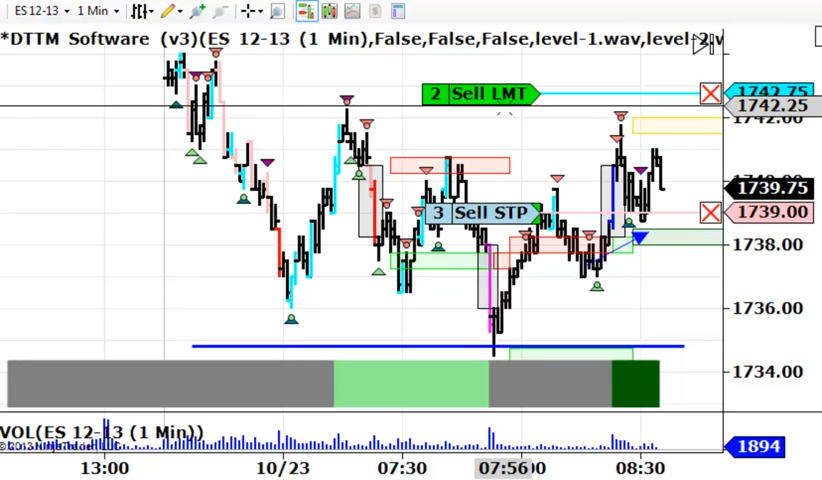 ES 12-13 1 Min
*DTTM Software (v3)(ES 12-13 (1 Min),False,False,False,level-1.wav,level-2.w
2 Sell LMT
1742.75
1742.25
1742.00
3 Sell STP
1739.75
1739.00
1738.00
1736.00
1734.00
VOL(ES 12-13 (1 Min))
1894
13:00 10/23 07:30 07:56 08:30